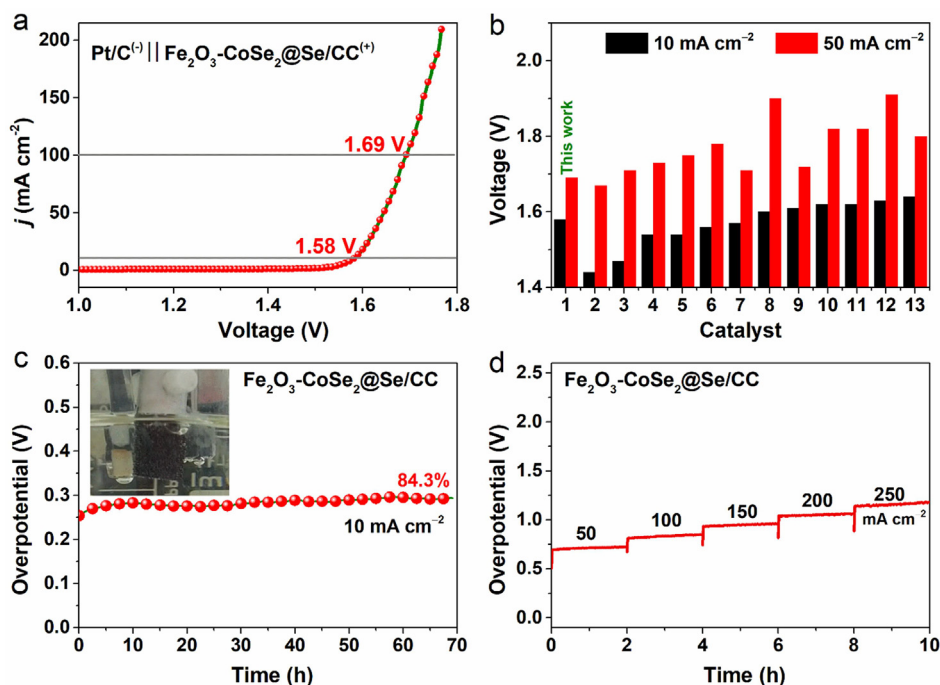 a
Pt/C(-) || Fe₂O₃-CoSe₂@Se/CC(+)
1.69 V
1.58 V
200
150
100
50
0
j (mA cm⁻²)
1.0 1.2 1.4 1.6 1.8
Voltage (V)
b
10 mA cm⁻² 50 mA cm⁻²
This work
2.0
1.8
1.6
1.4
Voltage (V)
1 2 3 4 5 6 7 8 9 10 11 12 13
Catalyst
c
Fe₂O₃-CoSe₂@Se/CC
84.3%
10 mA cm⁻²
0.6
0.5
0.4
0.3
0.2
0.1
0.0
Overpotential (V)
0 10 20 30 40 50 60 70
Time (h)
d
Fe₂O₃-CoSe₂@Se/CC
50 100 150 200 250
mA cm⁻²
2.5
2.0
1.5
1.0
0.5
0.0
Overpotential (V)
0 2 4 6 8 10
Time (h)